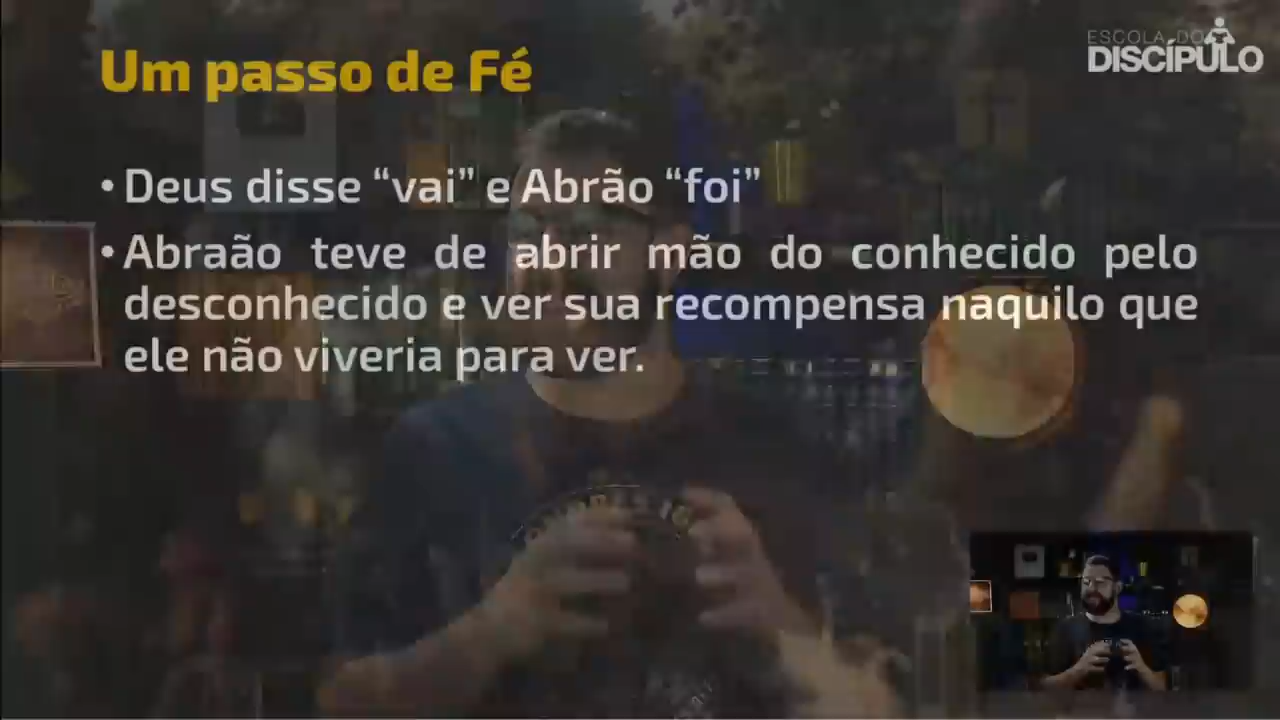 ESCOLA DO
DISCÍPULO
Um passo de Fé
• Deus disse “vai” e Abrão “foi”
• Abraão teve de abrir mão do conhecido pelo
desconhecido e ver sua recompensa naquilo que
ele não viveria para ver.